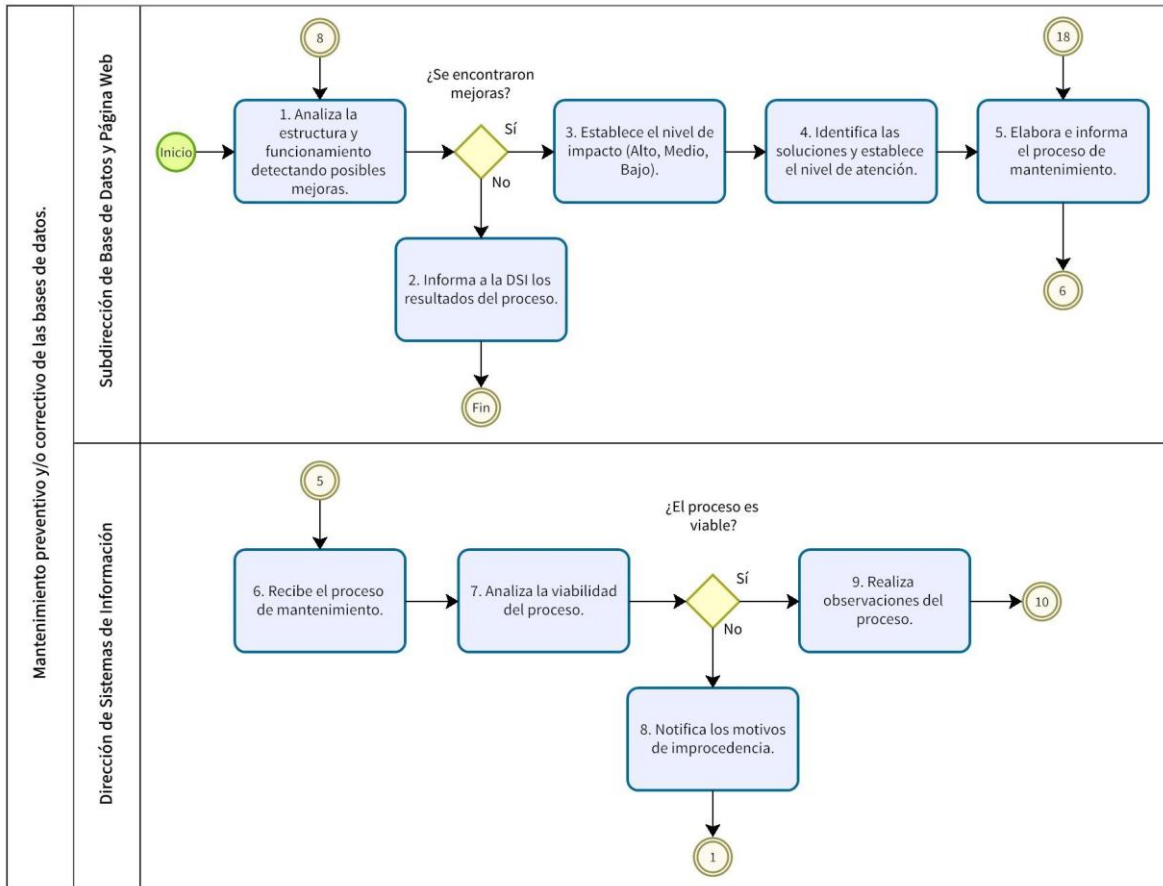 Mantenimiento preventivo y/o correctivo de las bases de datos.
Subdirección de Base de Datos y Página Web
8
18
¿Se encontraron
mejoras?
Inicio
1. Analiza la
estructura y
funcionamiento
detectando posibles
mejoras.
Sí
No
3. Establece el nivel de
impacto (Alto, Medio,
Bajo).
4. Identifica las
soluciones y establece
el nivel de atención.
5. Elabora e informa
el proceso de
mantenimiento.
2. Informa a la DSI los
resultados del proceso.
6
Fin
Dirección de Sistemas de Información
5
¿El proceso es
viable?
6. Recibe el proceso
de mantenimiento.
7. Analiza la viabilidad
del proceso.
Sí
No
9. Realiza
observaciones del
proceso.
10
8. Notifica los motivos
de improcedencia.
1